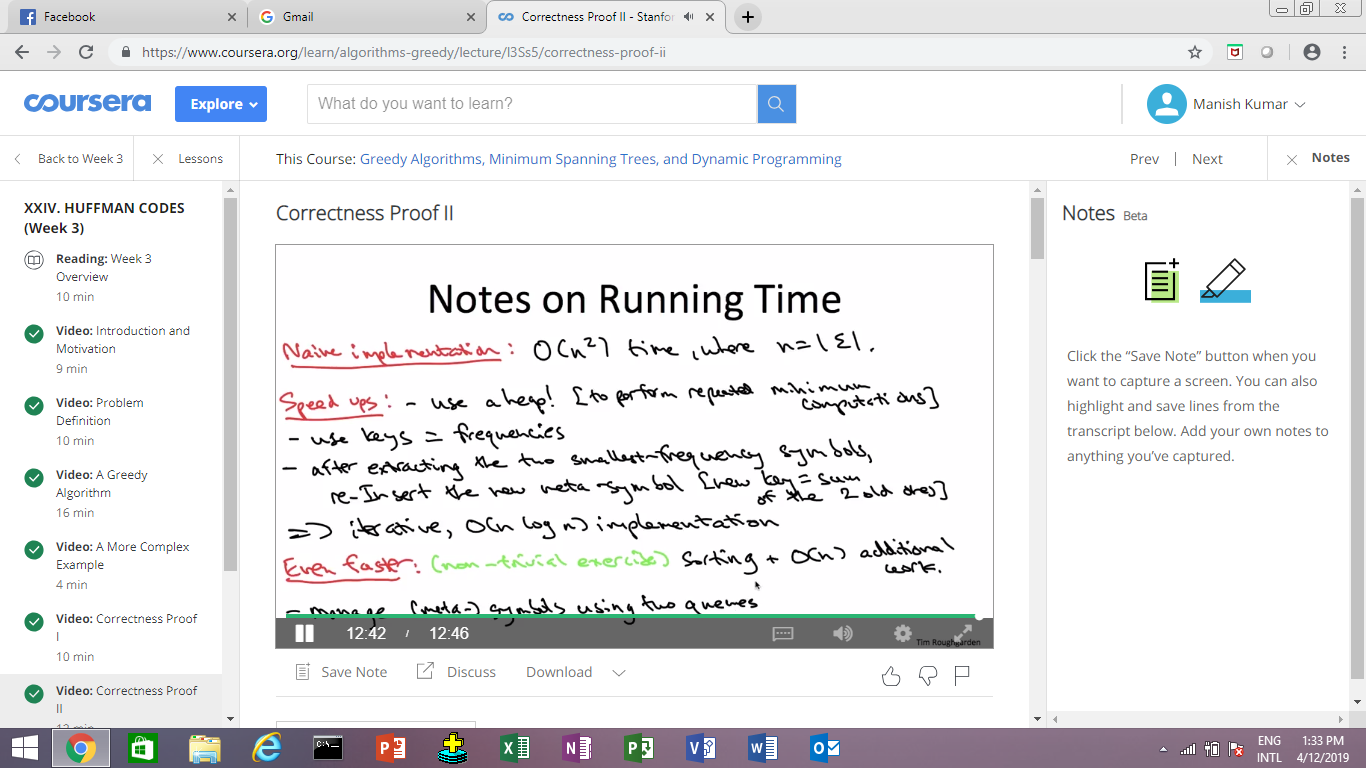 Facebook
Gmail
Correctness Proof II - Stanfor
https://www.coursera.org/learn/algorithms-greedy/lecture/I3Ss5/correctness-proof-ii
coursera
Explore
What do you want to learn?
Manish Kumar
Back to Week 3
Lessons
This Course: Greedy Algorithms, Minimum Spanning Trees, and Dynamic Programming
Prev | Next
Notes
XXIV. HUFFMAN CODES
(Week 3)
Reading: Week 3
Overview
10 min
Video: Introduction and
Motivation
9 min
Video: Problem
Definition
10 min
Video: A Greedy
Algorithm
16 min
Video: A More Complex
Example
4 min
Video: Correctness Proof
I
10 min
Video: Correctness Proof
II
12 min
Correctness Proof II
Notes on Running Time
Naive implementation: O(n²) time, where n=|Σ|.
Speed ups: - use a heap! [to perform repeated minimum
computations]
- use keys = frequencies
- after extracting the two smallest-frequency symbols,
re-Insert the new meta-symbol [new key = sum
of the 2 old ones]
=> iterative, O(n log n) implementation
Even faster: (non-trivial exercise) sorting + O(n) additional
work.
- manage (meta-) symbols using two queues
12:42 / 12:46
Tim Roughgarden
Save Note
Discuss
Download
Notes Beta
Click the “Save Note” button when you
want to capture a screen. You can also
highlight and save lines from the
transcript below. Add your own notes to
anything you’ve captured.
ENG
INTL
1:33 PM
4/12/2019